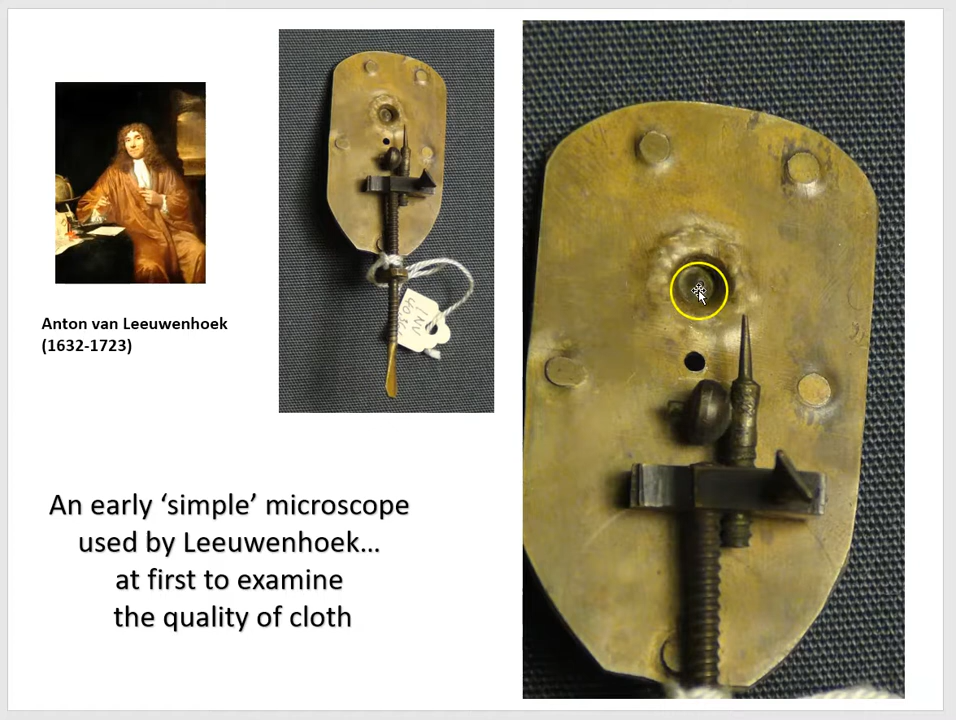 Anton van Leeuwenhoek
(1632-1723)
An early ‘simple’ microscope
used by Leeuwenhoek…
at first to examine
the quality of cloth